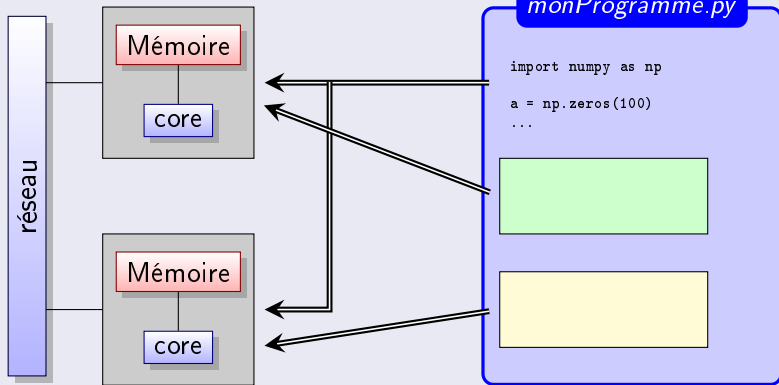 réseau
Mémoire
core
Mémoire
core
monProgramme.py
import numpy as np
a = np.zeros(100)
...